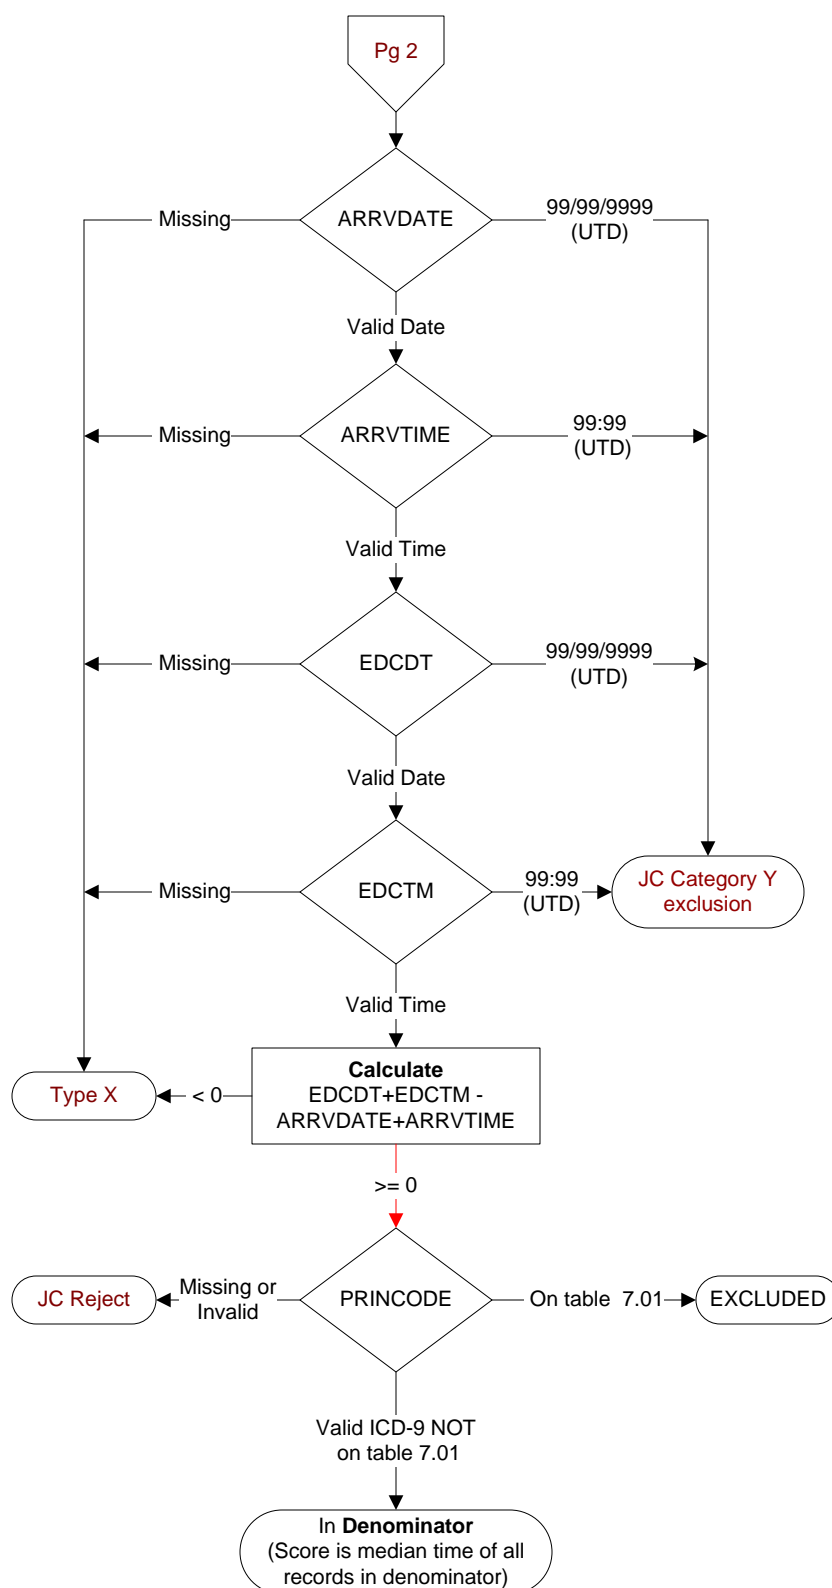 Pg 2
Missing
ARRVDATE
99/99/9999
(UTD)
Valid Date
Missing
ARRVTIME
99:99
(UTD)
Valid Time
Missing
EDCDT
99/99/9999
(UTD)
Valid Date
Missing
EDCTM
99:99
(UTD)
JC Category Y
exclusion
Valid Time
Type X
< 0
Calculate
EDCDT+EDCTM -
ARRVDATE+ARRVTIME
>= 0
JC Reject
Missing or
Invalid
PRINCODE
On table  7.01
EXCLUDED
Valid ICD-9 NOT
on table 7.01
In Denominator
(Score is median time of all
records in denominator)